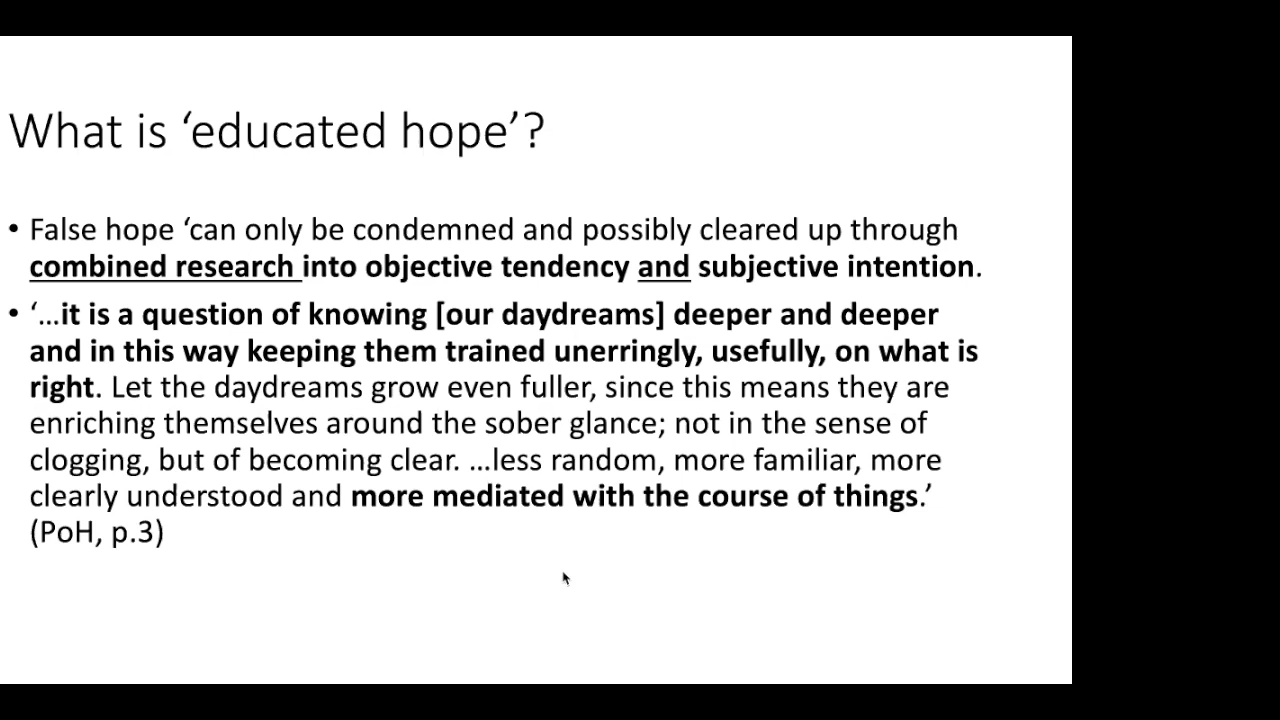 What is ‘educated hope’?
• False hope ‘can only be condemned and possibly cleared up through
combined research into objective tendency and subjective intention.
• ‘…it is a question of knowing [our daydreams] deeper and deeper
and in this way keeping them trained unerringly, usefully, on what is
right. Let the daydreams grow even fuller, since this means they are
enriching themselves around the sober glance; not in the sense of
clogging, but of becoming clear. …less random, more familiar, more
clearly understood and more mediated with the course of things.’
(PoH, p.3)